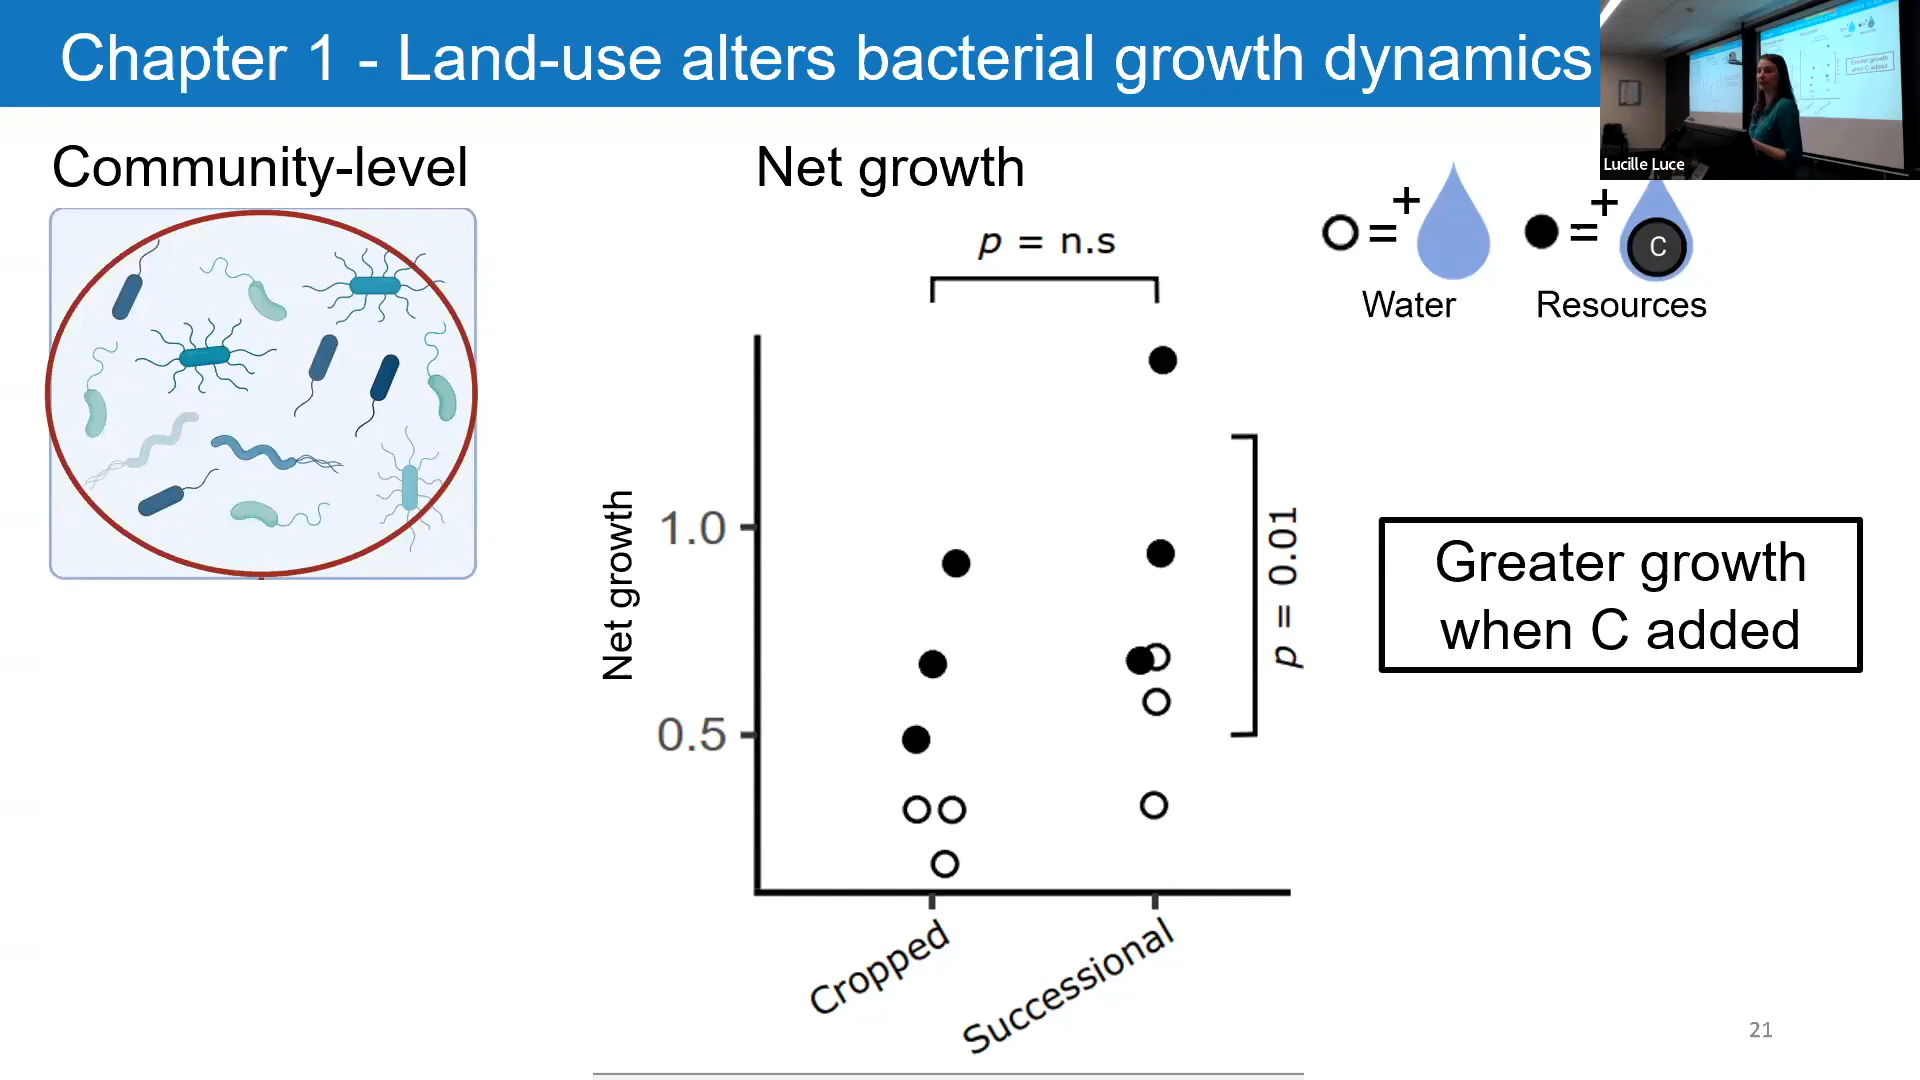 Chapter 1 - Land-use alters bacterial growth dynamics
Lucille Luce
Community-level
Net growth
p = n.s
+
=
Water
+
=
C
Resources
Net growth
1.0
0.5
p = 0.01
Greater growth
when C added
Cropped
Successional
21